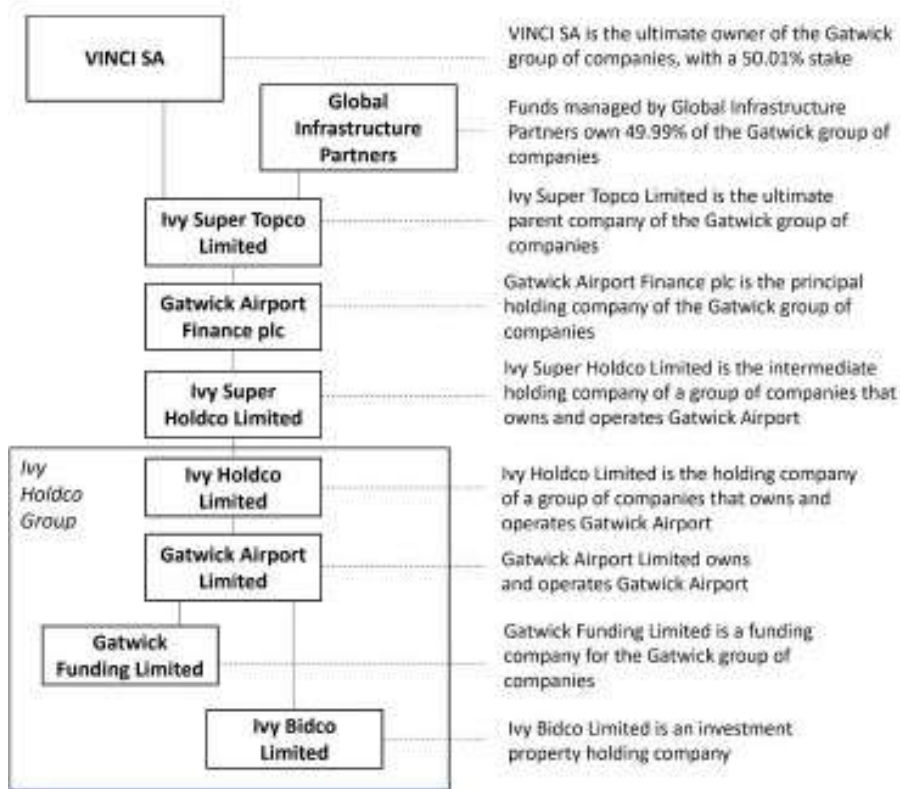 VINCI SA
VINCI SA is the ultimate owner of the Gatwick
group of companies, with a 50.01% stake
Global
Infrastructure
Partners
Funds managed by Global Infrastructure
Partners own 49.99% of the Gatwick group of
companies
Ivy Super Topco
Limited
Ivy Super Topco Limited is the ultimate
parent company of the Gatwick group of
companies
Gatwick Airport
Finance plc
Gatwick Airport Finance plc is the principal
holding company of the Gatwick group of
companies
Ivy Super
Holdco Limited
Ivy Super Holdco Limited is the intermediate
holding company of a group of companies that
owns and operates Gatwick Airport
Ivy
Holdco
Group
Ivy Holdco
Limited
Ivy Holdco Limited is the holding company
of a group of companies that owns and
operates Gatwick Airport
Gatwick Airport
Limited
Gatwick Airport Limited owns
and operates Gatwick Airport
Gatwick
Funding Limited
Gatwick Funding Limited is a funding
company for the Gatwick group of
companies
Ivy Bidco
Limited
Ivy Bidco Limited is an investment
property holding company